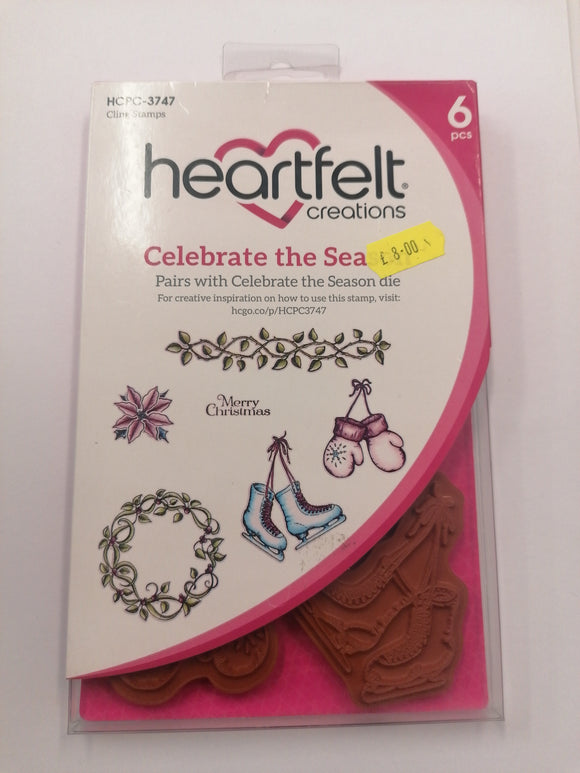 HCPC-3747
Cling Stamps
6
pcs
heartfelt®
creations
Celebrate the Sea
£ 8-00
Pairs with Celebrate the Season die
For creative inspiration on how to use this stamp, visit:
hcgo.co/p/HCPC3747
Merry
Christmas